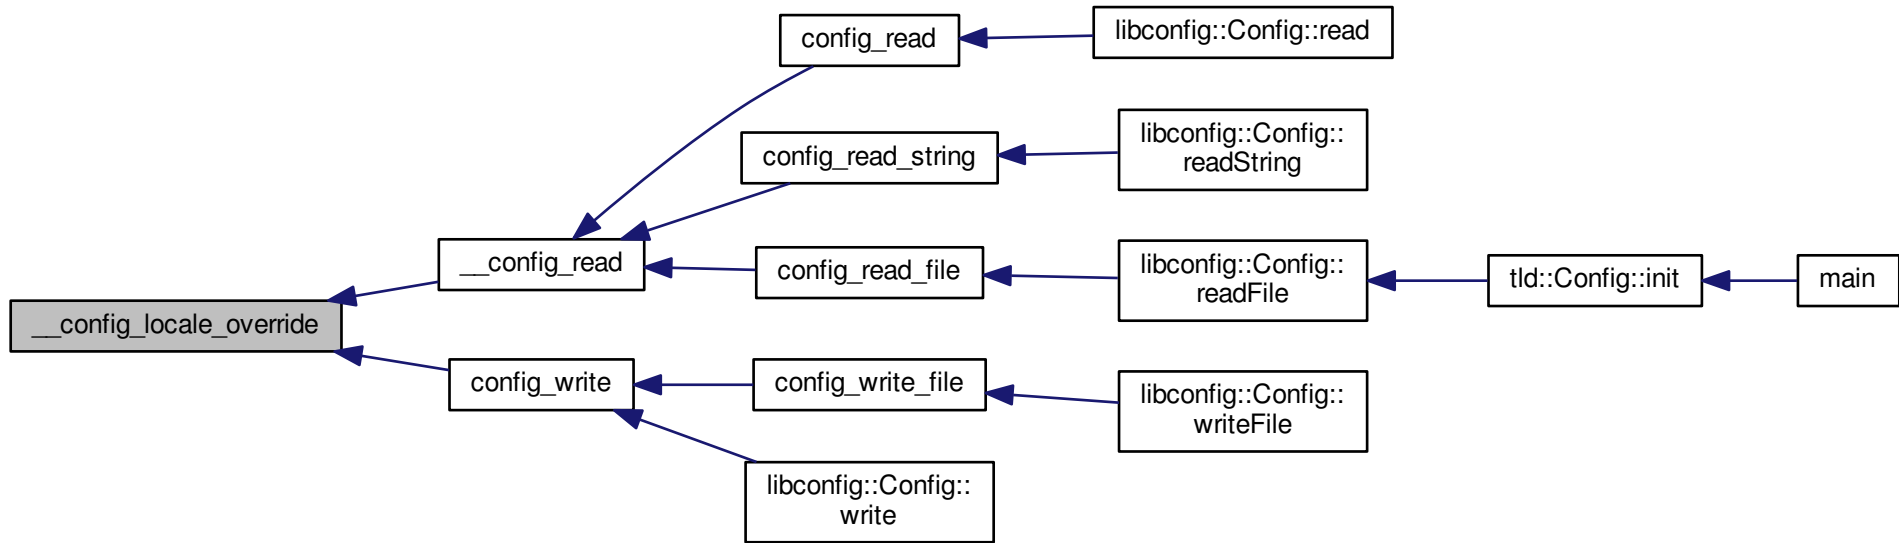 config_read
libconfig::Config::read
libconfig::Config::
readString
config_read_string
__config_read
config_read_file
libconfig::Config::
readFile
tld::Config::init
main
__config_locale_override
config_write
config_write_file
libconfig::Config::
writeFile
libconfig::Config::
write